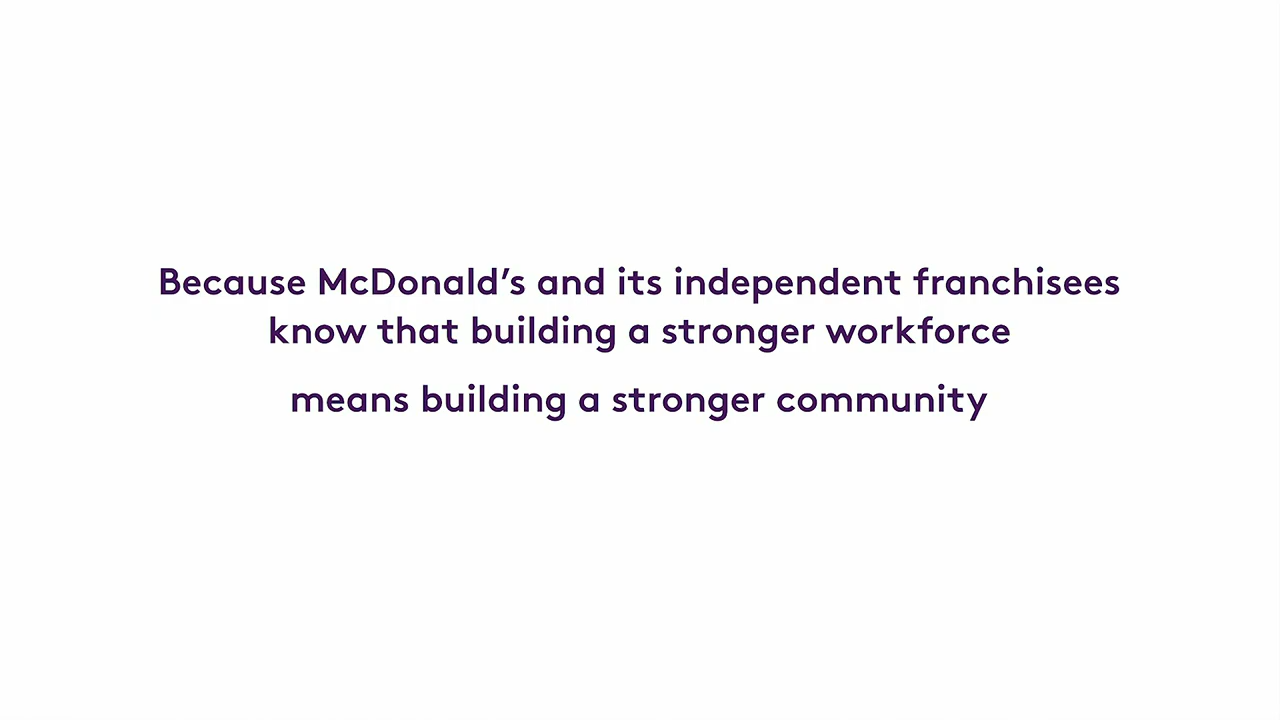 Because McDonald’s and its independent franchisees
know that building a stronger workforce
means building a stronger community